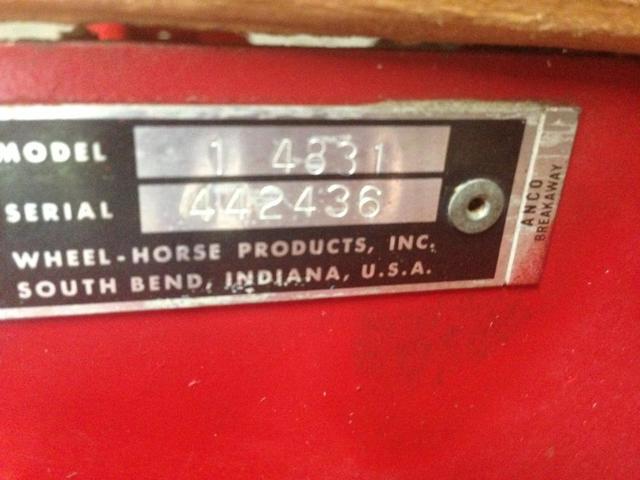 MODEL 1 4831
SERIAL 442436
WHEEL-HORSE PRODUCTS, INC.
SOUTH BEND, INDIANA, U.S.A.
ANCO
BREAKAWAY